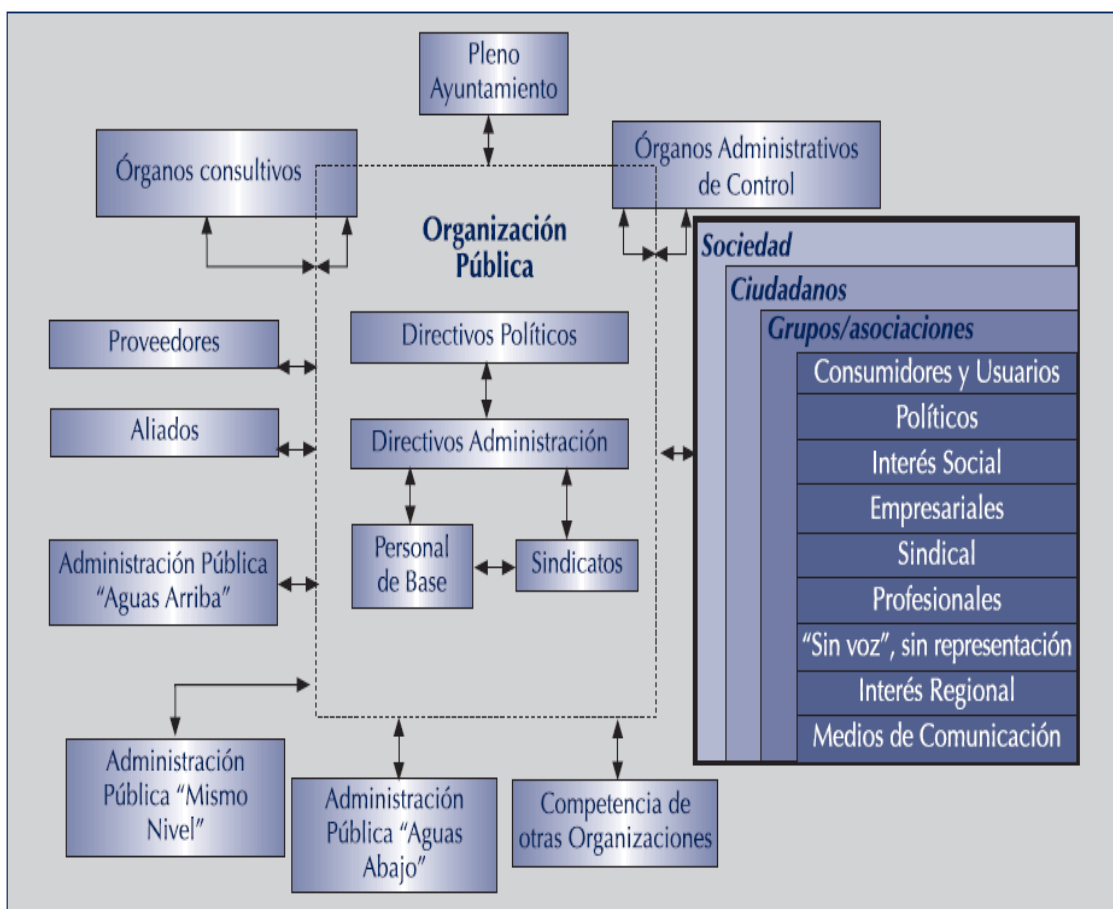 Pleno
Ayuntamiento
Órganos consultivos
Órganos Administrativos
de Control
Organización
Pública
Sociedad
Ciudadanos
Grupos/asociaciones
Proveedores
Directivos Políticos
Consumidores y Usuarios
Políticos
Aliados
Directivos Administración
Interés Social
Empresariales
Administración Pública
"Aguas Arriba"
Personal
de Base
Sindicatos
Sindical
Profesionales
"Sin voz", sin representación
Interés Regional
Medios de Comunicación
Administración
Pública "Mismo
Nivel"
Administración
Pública "Aguas
Abajo"
Competencia de
otras Organizaciones